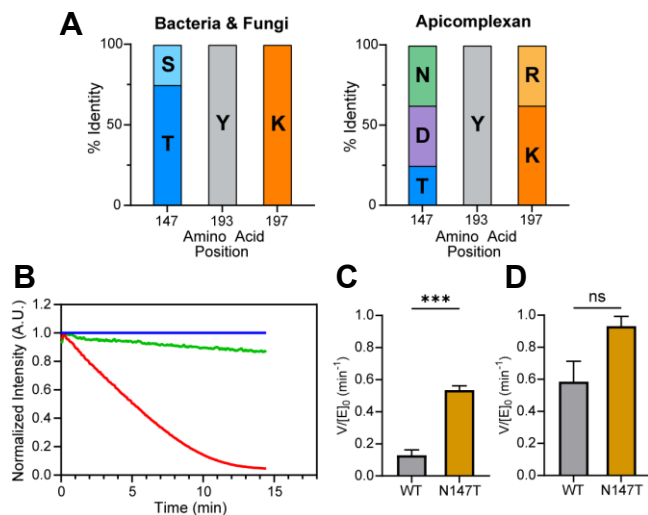 A
Bacteria & Fungi
% Identity
100
50
0
S
T
Y
K
147
193
197
Amino Acid
Position
Apicomplexan
% Identity
100
50
0
N
D
T
Y
R
K
147
193
197
Amino Acid
Position
B
Normalized Intensity (A.U.)
1.2
1.0
0.8
0.6
0.4
0.2
0.0
0
5
10
15
Time (min)
C
V/[E]₀ (min⁻¹)
1.0
0.8
0.6
0.4
0.2
0.0
***
WT
N147T
D
V/[E]₀ (min⁻¹)
1.0
0.8
0.6
0.4
0.2
0.0
ns
WT
N147T